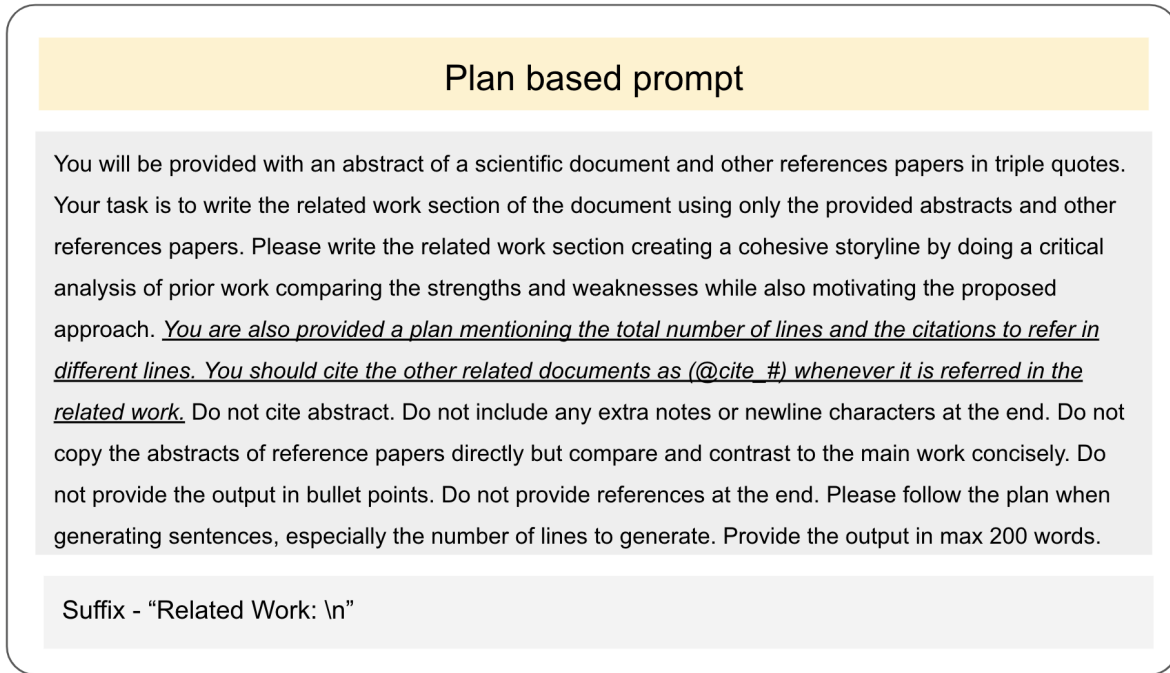 Plan based prompt
You will be provided with an abstract of a scientific document and other references papers in triple quotes.
Your task is to write the related work section of the document using only the provided abstracts and other
references papers. Please write the related work section creating a cohesive storyline by doing a critical
analysis of prior work comparing the strengths and weaknesses while also motivating the proposed
approach. You are also provided a plan mentioning the total number of lines and the citations to refer in
different lines. You should cite the other related documents as (@cite_#) whenever it is referred in the
related work. Do not cite abstract. Do not include any extra notes or newline characters at the end. Do not
copy the abstracts of reference papers directly but compare and contrast to the main work concisely. Do
not provide the output in bullet points. Do not provide references at the end. Please follow the plan when
generating sentences, especially the number of lines to generate. Provide the output in max 200 words.
Suffix - “Related Work: \n”